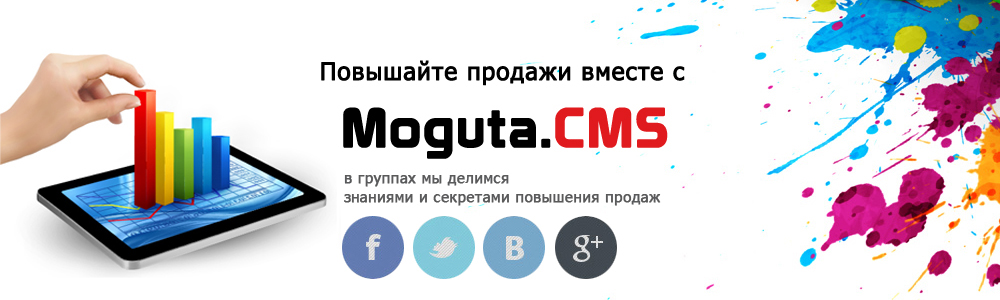 Повышайте продажи вместе с
Moguta.CMS
в группах мы делимся
знаниями и секретами повышения продаж
f B g+